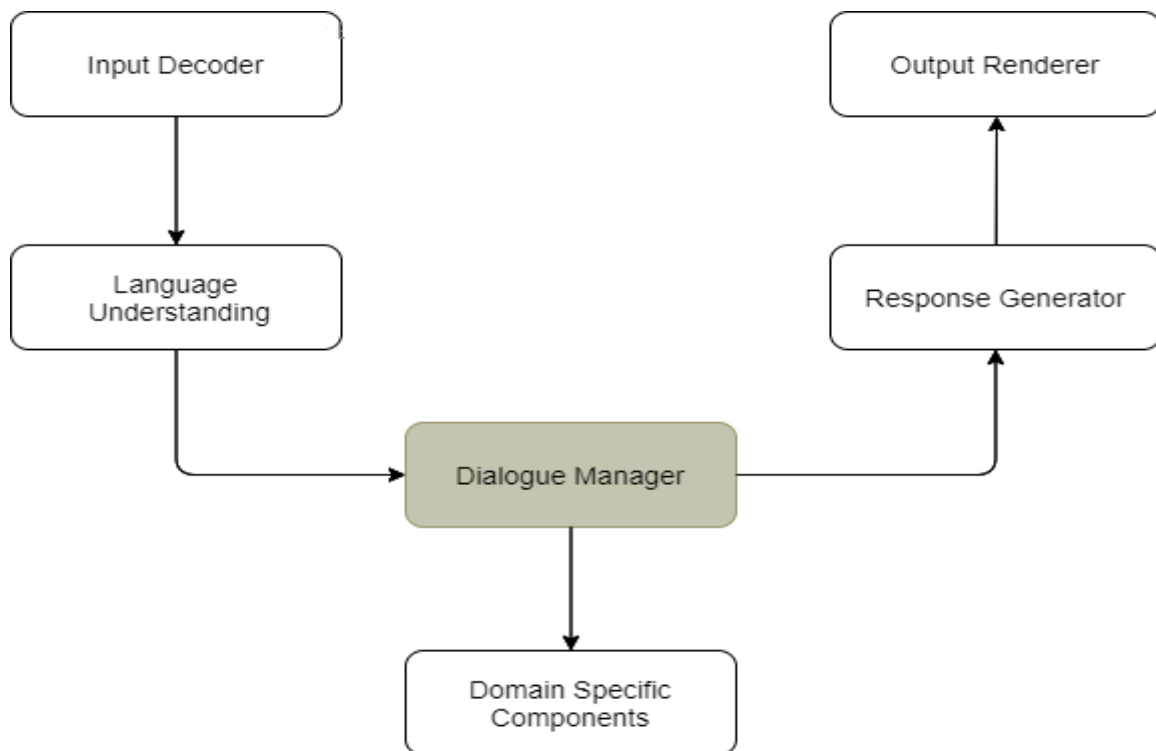 Input Decoder
Output Renderer
Language
Understanding
Response Generator
Dialogue Manager
Domain Specific
Components